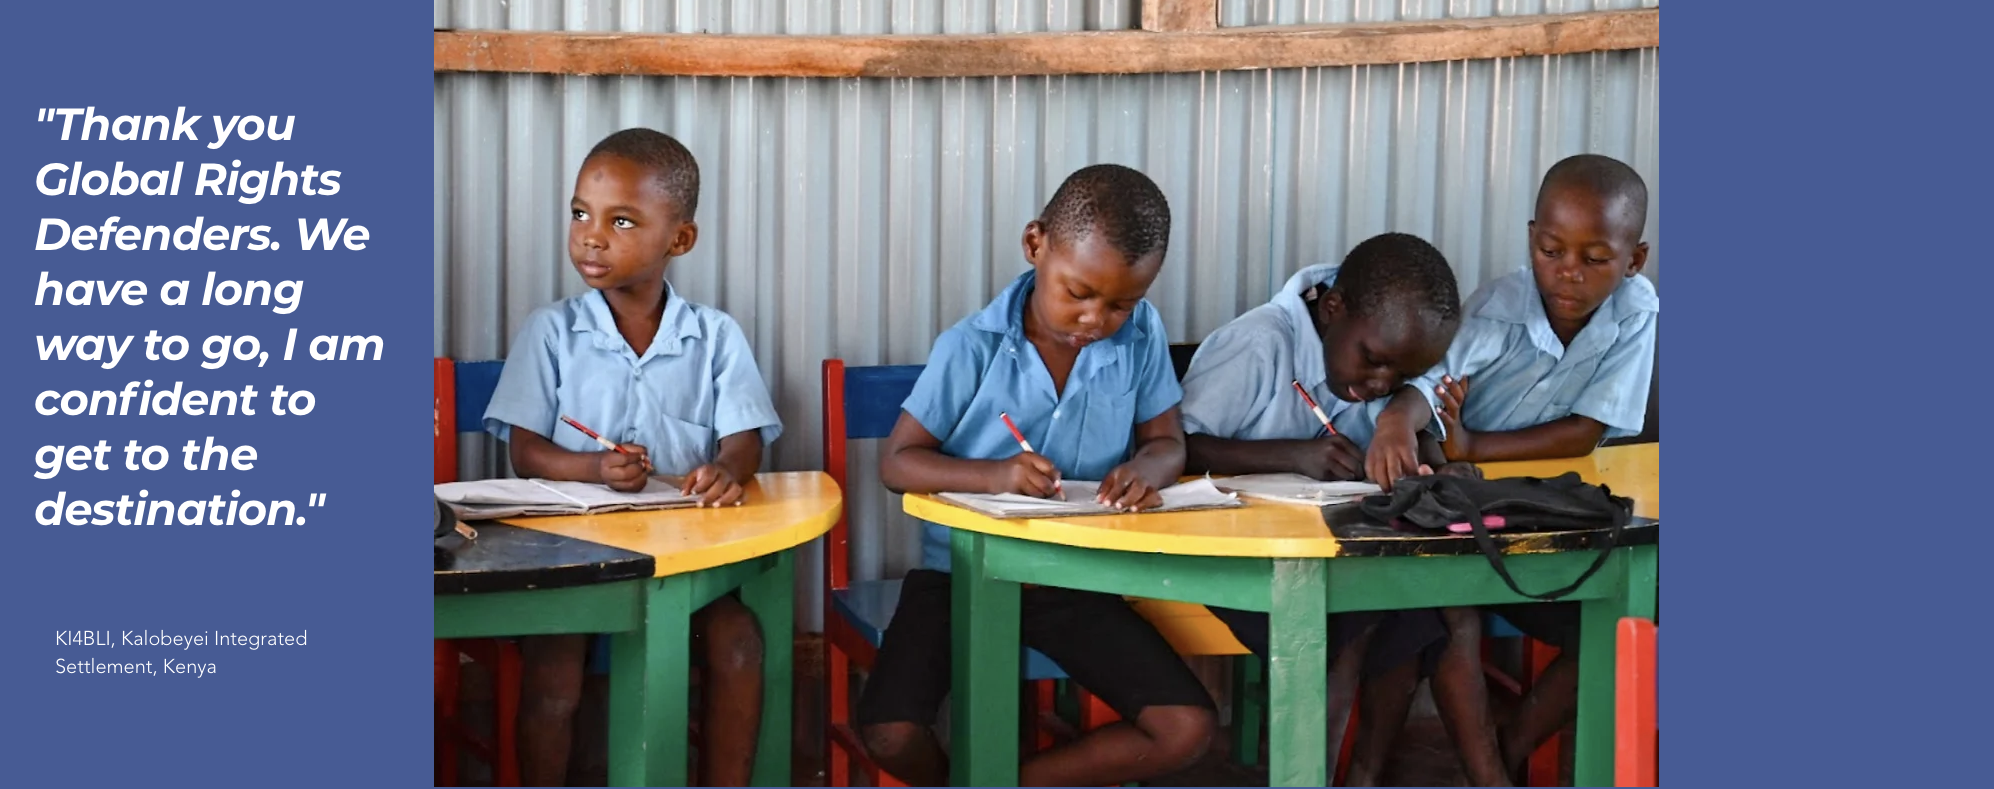 "Thank you
Global Rights
Defenders. We
have a long
way to go, I am
confident to
get to the
destination."
KI4BLI, Kalobeyei Integrated
Settlement, Kenya